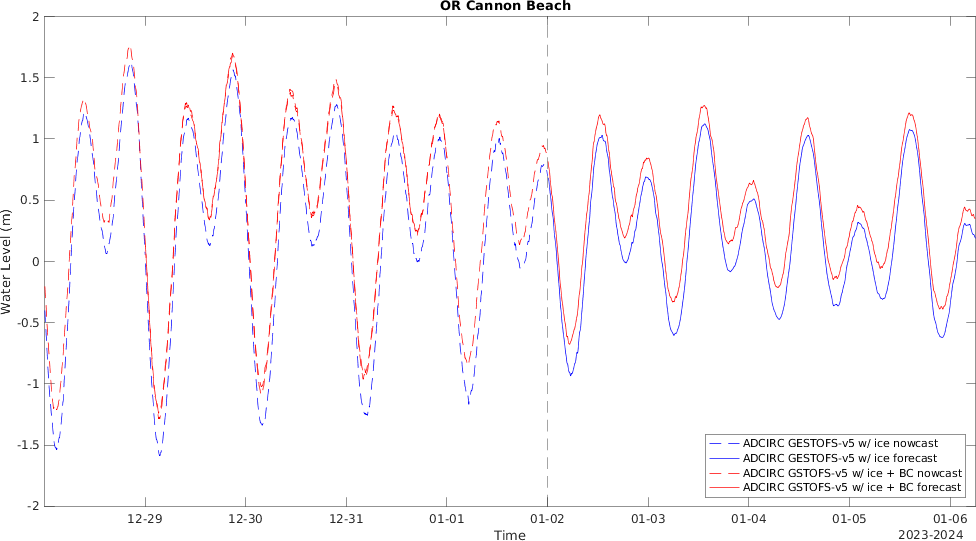 OR Cannon Beach
2
1.5
1
0.5
0
-0.5
-1
-1.5
-2
Water Level (m)
12-29
12-30
12-31
01-01
01-02
01-03
01-04
01-05
01-06
Time
2023-2024
ADCIRC GESTOFS-v5 w/ ice nowcast
ADCIRC GESTOFS-v5 w/ ice forecast
ADCIRC GSTOFS-v5 w/ ice + BC nowcast
ADCIRC GSTOFS-v5 w/ ice + BC forecast